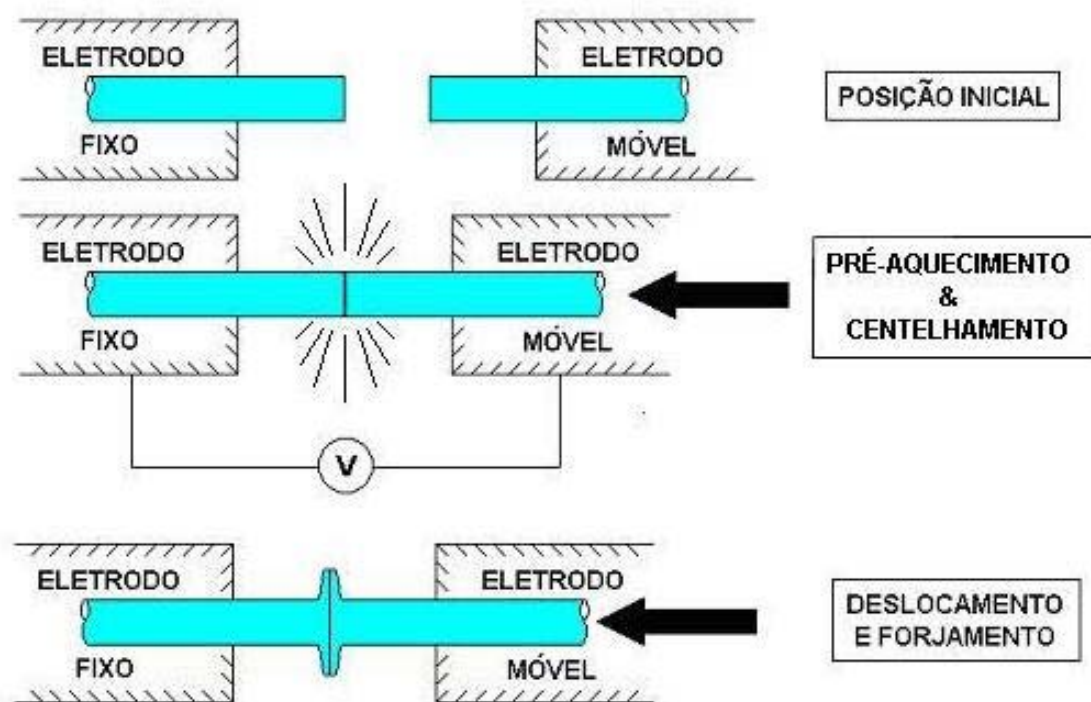 ELETRODO
FIXO
ELETRODO
MÓVEL
POSIÇÃO INICIAL
ELETRODO
FIXO
ELETRODO
MÓVEL
PRÉ-AQUECIMENTO
&
CENTELHAMENTO
V
ELETRODO
FIXO
ELETRODO
MÓVEL
DESLOCAMENTO
E FORJAMENTO